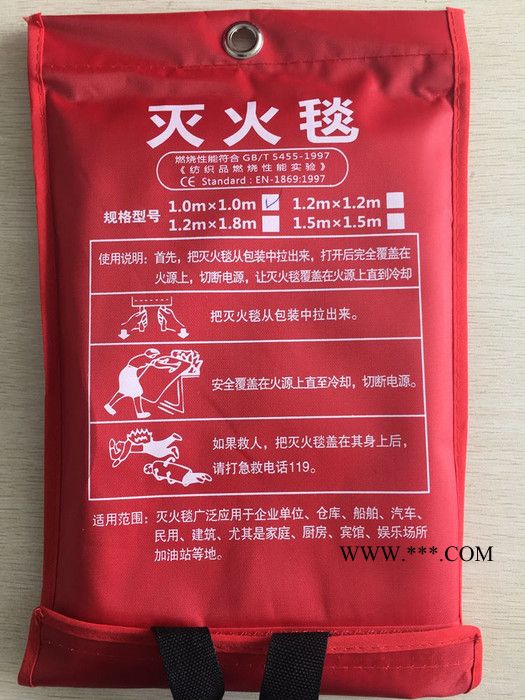 灭火毯
燃烧性能符合 GB/T 5455-1997
《纺织品燃烧性能实验》
CE Standard : EN-1869:1997
规格型号 1.0m×1.0m ✓ 1.2m×1.2m
1.2m×1.8m 1.5m×1.5m
使用说明：首先，把灭火毯从包装中拉出来，打开后完全覆盖在
火源上，切断电源，让灭火毯覆盖在火源上直到冷却
把灭火毯从包装中拉出来。
安全覆盖在火源上直至冷却，切断电源。
如果救人，把灭火毯盖在其身上后，
请打急救电话119。
适用范围：灭火毯广泛应用于企业单位、仓库、船舶、汽车、
民用、建筑、尤其是家庭、厨房、宾馆、娱乐场所
加油站等地。
WWW.***.COM